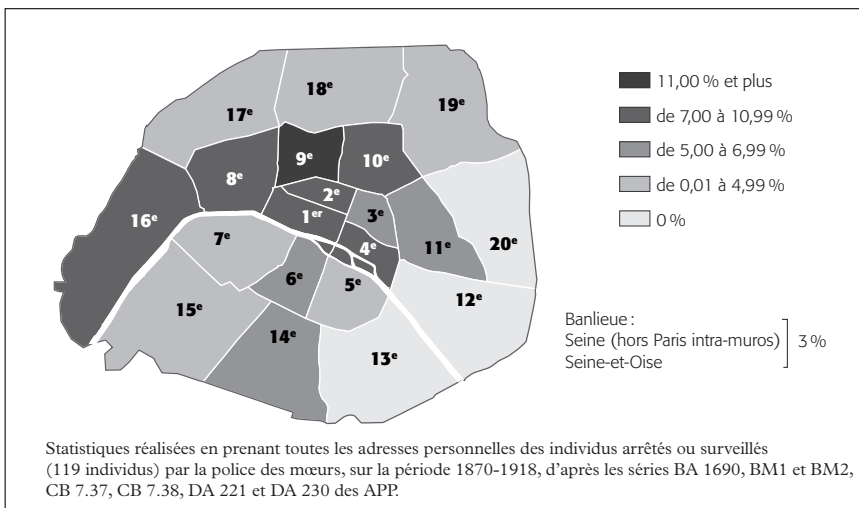 18e
19e
17e
9e
10e
8e
2e
1er
3e
16e
4e
11e
20e
7e
6e
5e
12e
15e
14e
13e
11,00 % et plus
de 7,00 à 10,99 %
de 5,00 à 6,99 %
de 0,01 à 4,99 %
0 %
Banlieue :
Seine (hors Paris intra-muros)
Seine-et-Oise
3 %
Statistiques réalisées en prenant toutes les adresses personnelles des individus arrêtés ou surveillés
(119 individus) par la police des mœurs, sur la période 1870-1918, d'après les séries BA 1690, BM1 et BM2,
CB 7.37, CB 7.38, DA 221 et DA 230 des APP.